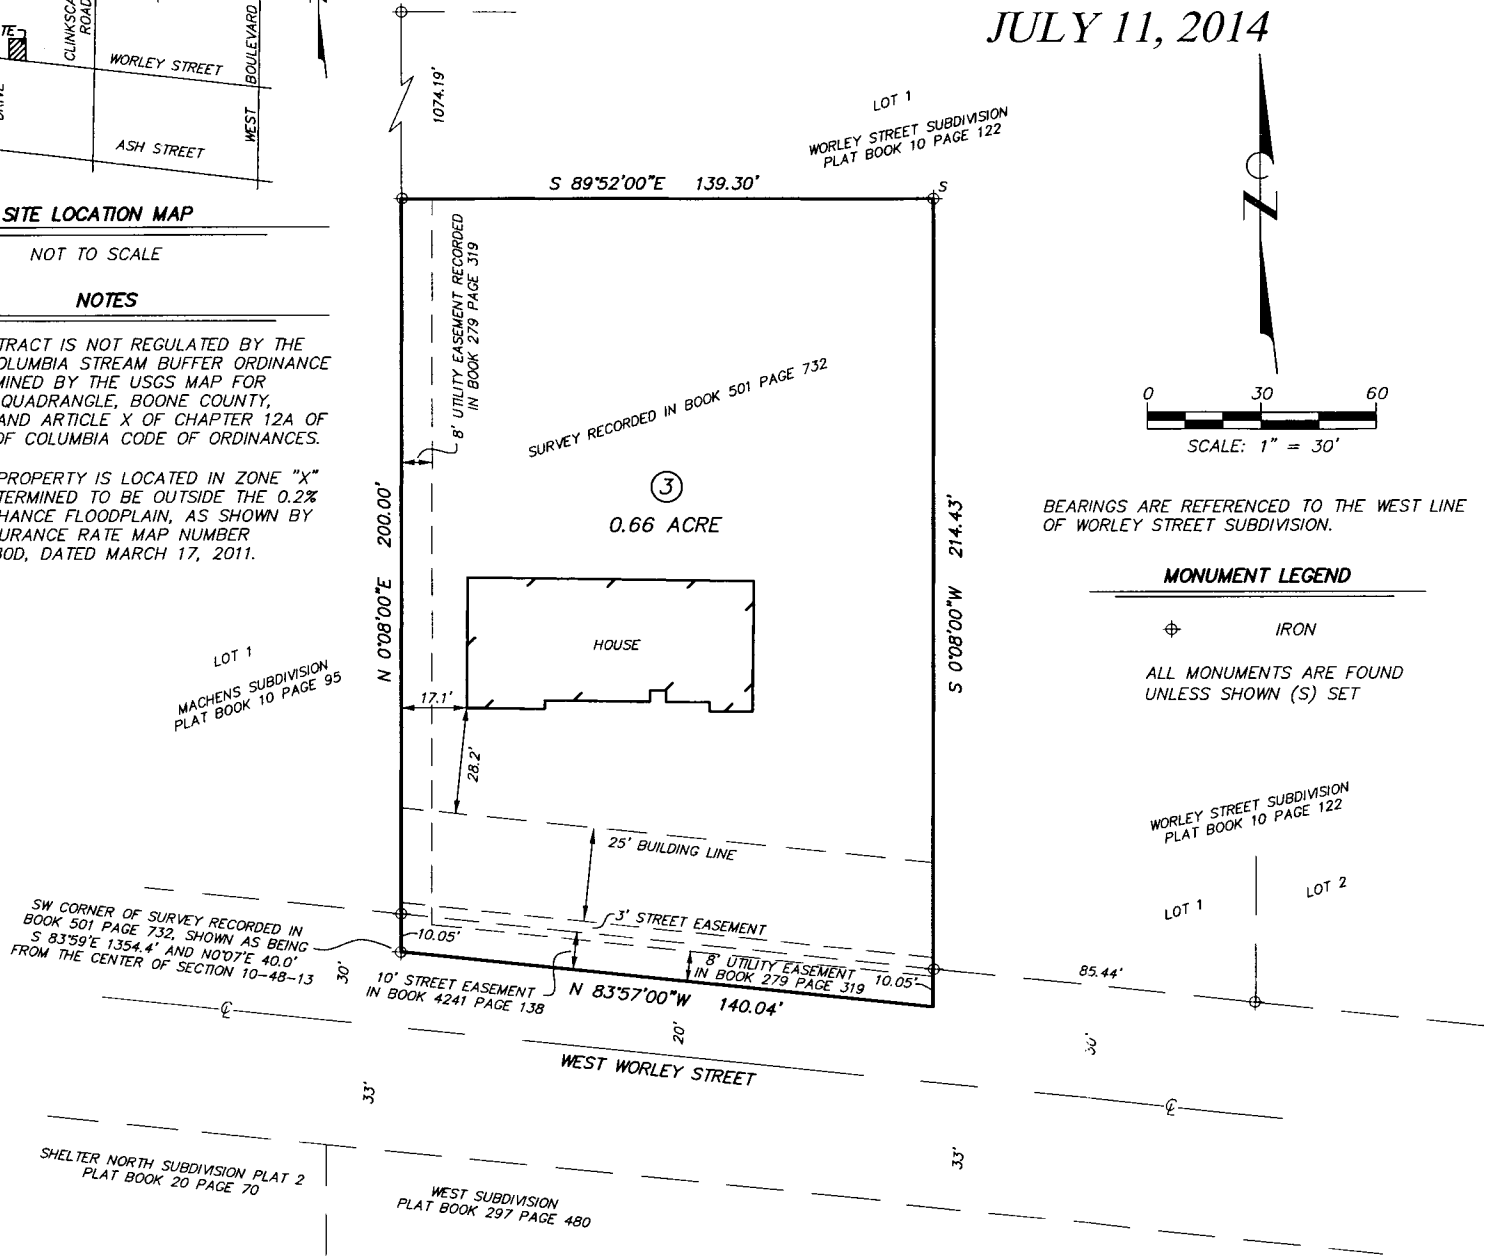 JULY 11, 2014
TE
CLINKSCA
ROAD
WORLEY STREET
WEST BOULEVARD
ASH STREET
SITE LOCATION MAP
NOT TO SCALE
NOTES
TRACT IS NOT REGULATED BY THE
OLUMBIA STREAM BUFFER ORDINANCE
MINED BY THE USGS MAP FOR
QUADRANGLE, BOONE COUNTY,
AND ARTICLE X OF CHAPTER 12A OF
OF COLUMBIA CODE OF ORDINANCES.
PROPERTY IS LOCATED IN ZONE "X"
TERMINED TO BE OUTSIDE THE 0.2%
HANCE FLOODPLAIN, AS SHOWN BY
URANCE RATE MAP NUMBER
0D, DATED MARCH 17, 2011.
1074.19'
LOT 1
WORLEY STREET SUBDIVISION
PLAT BOOK 10 PAGE 122
S 89°52'00"E 139.30'
S
8' UTILITY EASEMENT RECORDED
IN BOOK 279 PAGE 319
SURVEY RECORDED IN BOOK 501 PAGE 732
3
0.66 ACRE
N 0°08'00"E 200.00'
S 0°08'00"W 214.43'
HOUSE
17.1'
28.2'
LOT 1
MACHENS SUBDIVISION
PLAT BOOK 10 PAGE 95
25' BUILDING LINE
3' STREET EASEMENT
10.05'
8' UTILITY EASEMENT
IN BOOK 279 PAGE 319
10.05'
SW CORNER OF SURVEY RECORDED IN
BOOK 501 PAGE 732, SHOWN AS BEING
S 83°59'E 1354.4' AND N0°07'E 40.0'
FROM THE CENTER OF SECTION 10-48-13
30'
10' STREET EASEMENT
IN BOOK 4241 PAGE 138
N 83°57'00"W 140.04'
20'
WEST WORLEY STREET
85.44'
30'
33'
33'
SHELTER NORTH SUBDIVISION PLAT 2
PLAT BOOK 20 PAGE 70
WEST SUBDIVISION
PLAT BOOK 297 PAGE 480
N
0 30 60
SCALE: 1" = 30'
BEARINGS ARE REFERENCED TO THE WEST LINE
OF WORLEY STREET SUBDIVISION.
MONUMENT LEGEND
IRON
ALL MONUMENTS ARE FOUND
UNLESS SHOWN (S) SET
WORLEY STREET SUBDIVISION
PLAT BOOK 10 PAGE 122
LOT 1
LOT 2